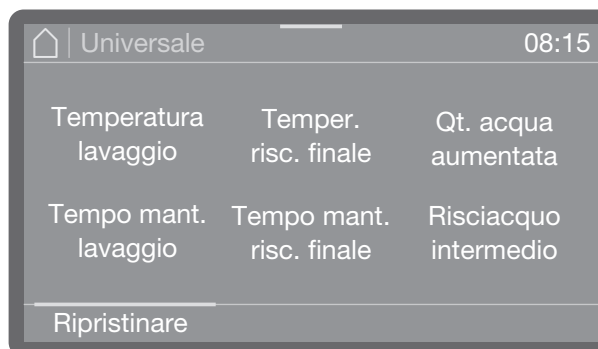 Universale 08:15
Temperatura Temper. Qt. acqua
lavaggio risc. finale aumentata
Tempo mant. Tempo mant. Risciacquo
lavaggio risc. finale intermedio
Ripristinare